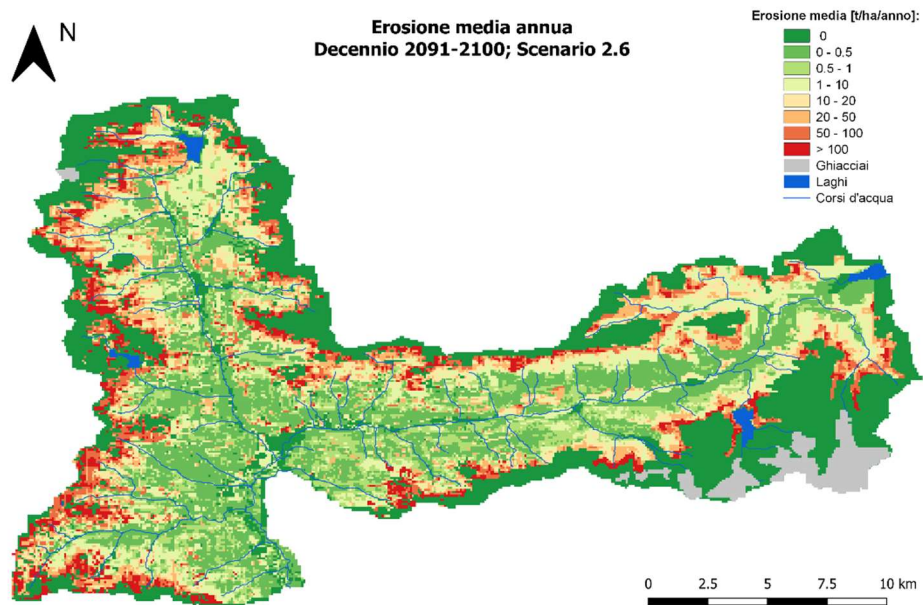 Erosione media annua
Decennio 2091-2100; Scenario 2.6
N
Erosione media [t/ha/anno]:
0
0 - 0.5
0.5 - 1
1 - 10
10 - 20
20 - 50
50 - 100
> 100
Ghiacciai
Laghi
Corsi d'acqua
0 2.5 5 7.5 10 km